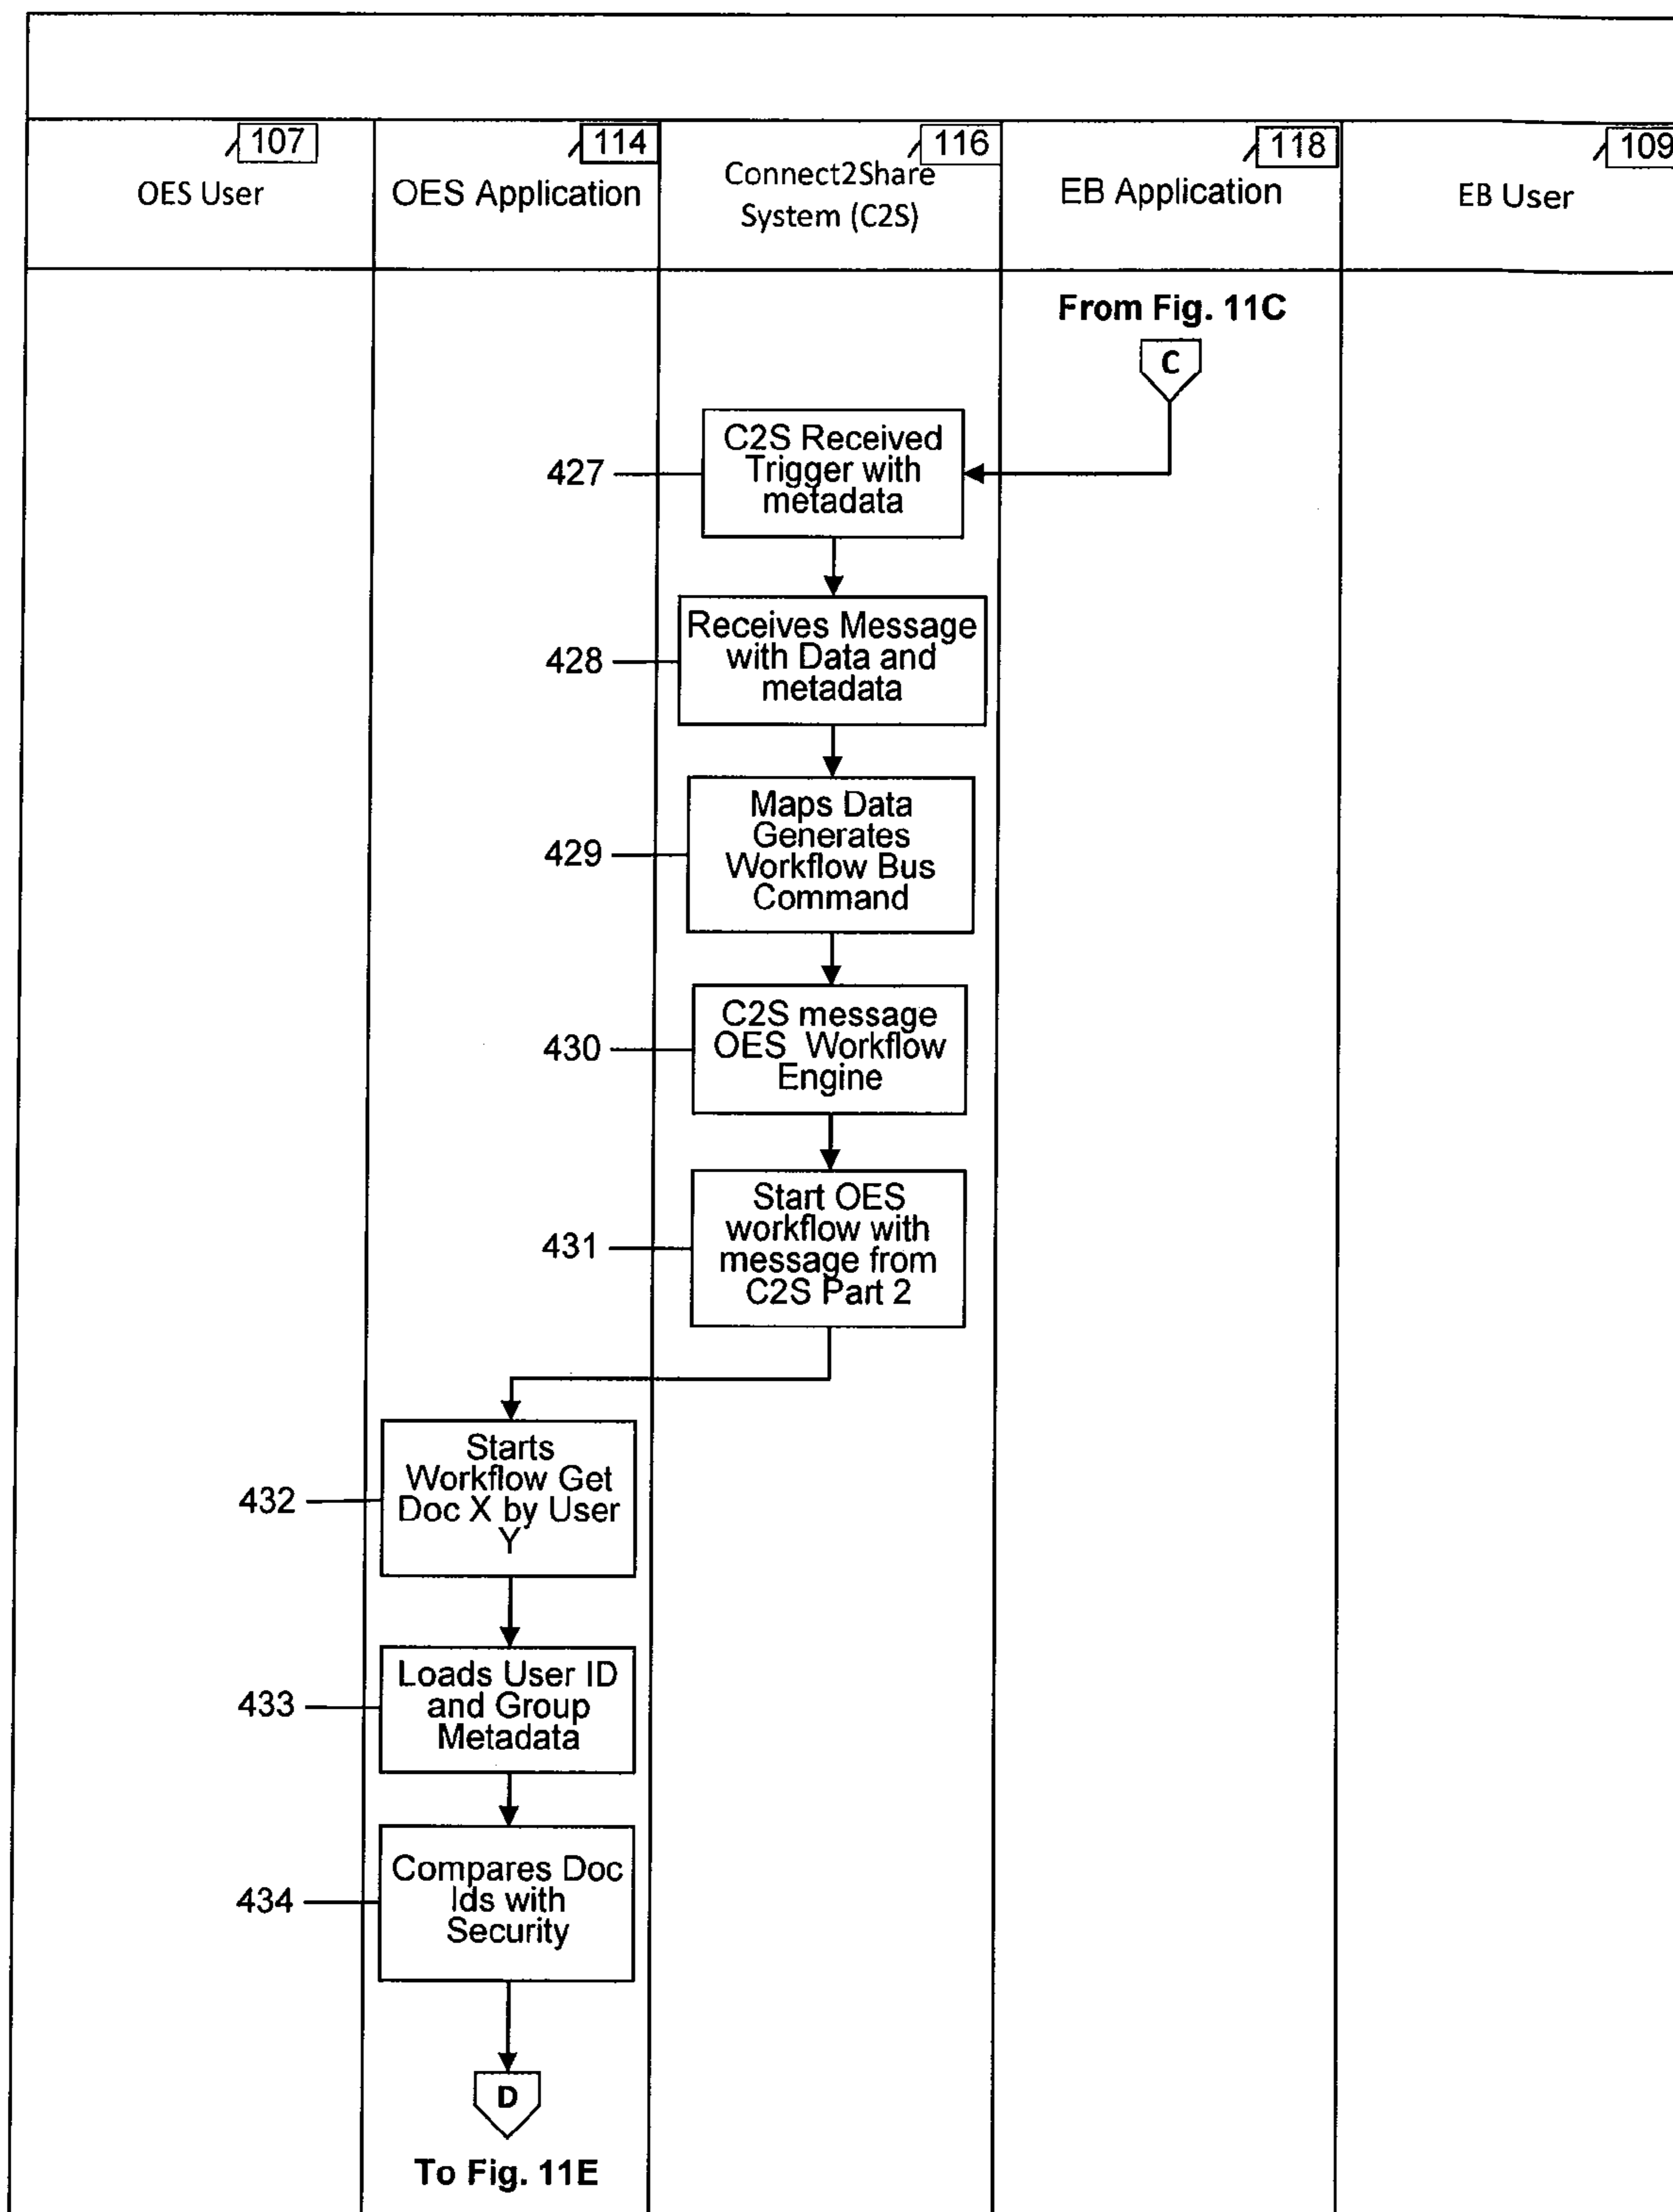 107
114
116
118
109
OES User
OES Application
Connect2Share
System (C2S)
EB Application
EB User
From Fig. 11C
C
427
C2S Received
Trigger with
metadata
428
Receives Message
with Data and
metadata
429
Maps Data
Generates
Workflow Bus
Command
430
C2S message
OES Workflow
Engine
431
Start OES
workflow with
message from
C2S Part 2
432
Starts
Workflow Get
Doc X by User
Y
433
Loads User ID
and Group
Metadata
434
Compares Doc
Ids with
Security
D
To Fig. 11E